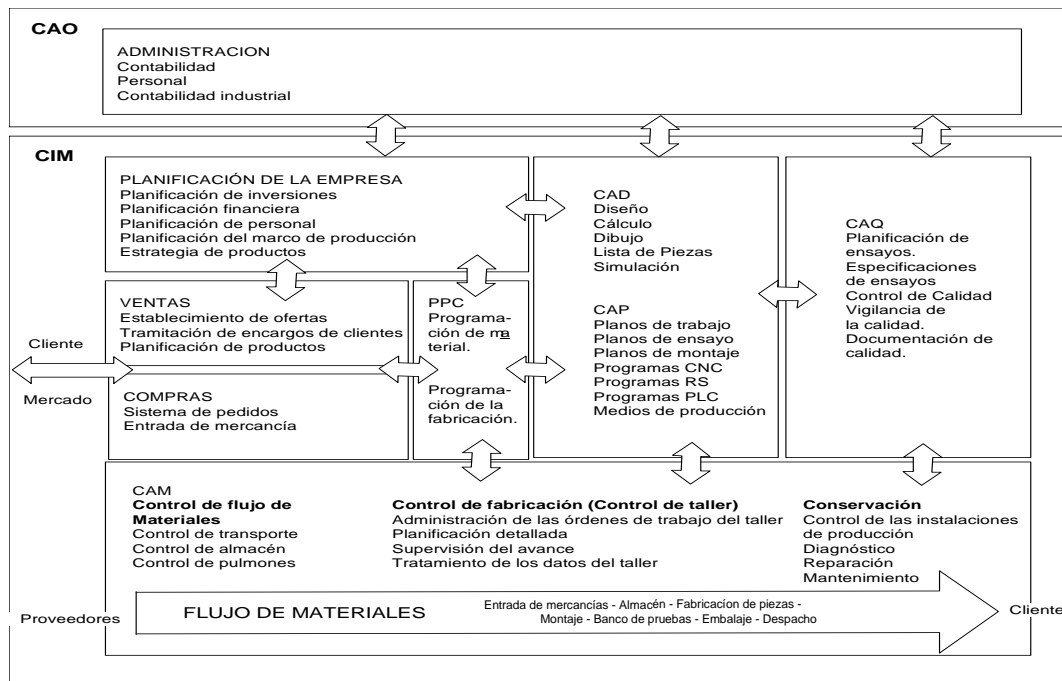 CAO
ADMINISTRACION
Contabilidad
Personal
Contabilidad industrial
CIM
PLANIFICACIÓN DE LA EMPRESA
Planificación de inversiones
Planificación financiera
Planificación de personal
Planificación del marco de producción
Estrategia de productos
CAD
Diseño
Cálculo
Dibujo
Lista de Piezas
Simulación
CAP
Planos de trabajo
Planos de ensayo
Planos de montaje
Programas CNC
Programas RS
Programas PLC
Medios de producción
CAQ
Planificación de
ensayos.
Especificaciones
de ensayos
Control de Calidad
Vigilancia de
la calidad.
Documentación de
calidad.
VENTAS
Establecimiento de ofertas
Tramitación de encargos de clientes
Planificación de productos
PPC
Programa-
ción de ma
terial.
Programa-
ción de la
fabricación.
Cliente
Mercado
COMPRAS
Sistema de pedidos
Entrada de mercancía
CAM
Control de flujo de
Materiales
Control de transporte
Control de almacén
Control de pulmones
Control de fabricación (Control de taller)
Administración de las órdenes de trabajo del taller
Planificación detallada
Supervisión del avance
Tratamiento de los datos del taller
Conservación
Control de las instalaciones
de producción
Diagnóstico
Reparación
Mantenimiento
Proveedores
FLUJO DE MATERIALES
Entrada de mercancías - Almacén - Fabricacíon de piezas -
Montaje - Banco de pruebas - Embalaje - Despacho
Cliente